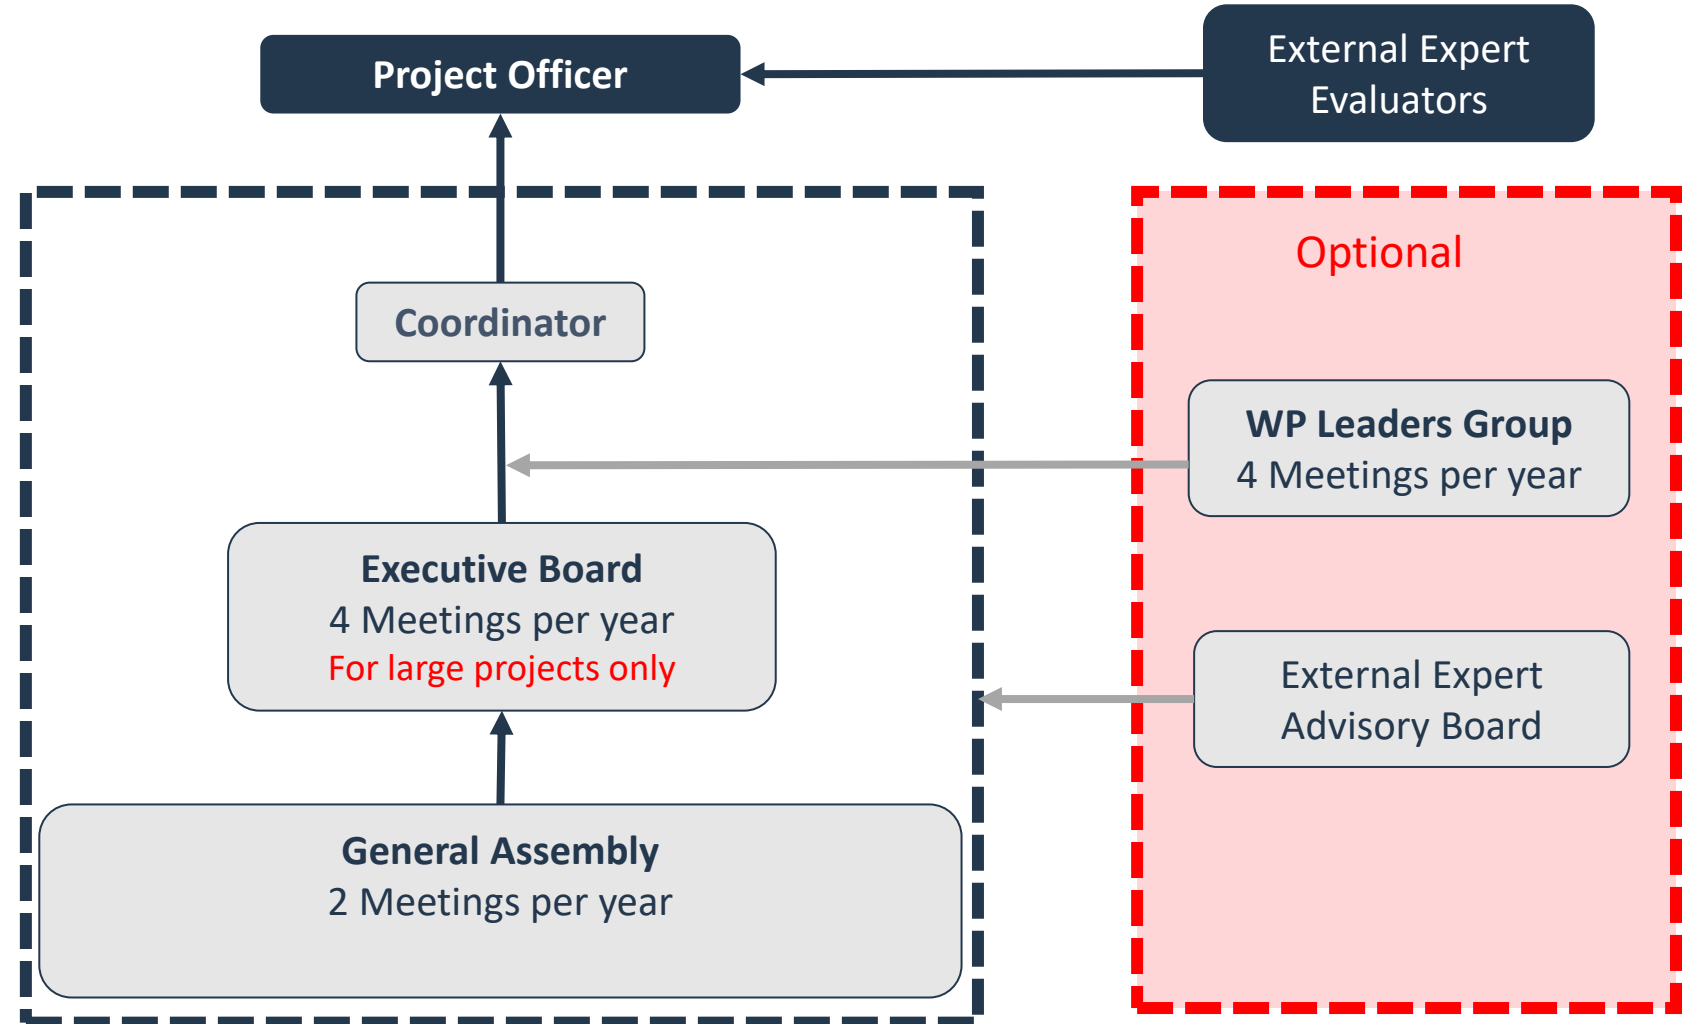 Project Officer
External Expert
Evaluators
Optional
Coordinator
WP Leaders Group
4 Meetings per year
Executive Board
4 Meetings per year
For large projects only
External Expert
Advisory Board
General Assembly
2 Meetings per year